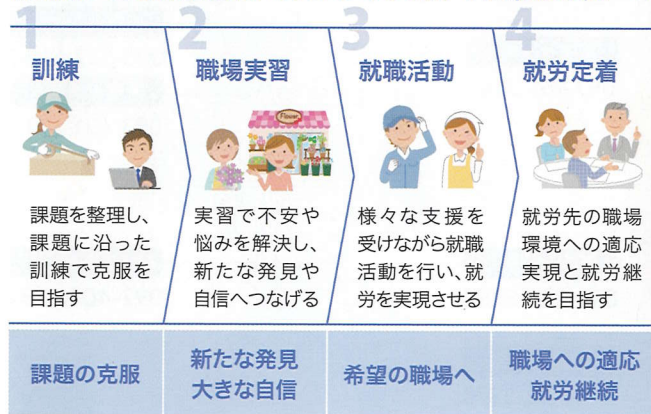 1
訓練
課題を整理し、
課題に沿った
訓練で克服を
目指す
課題の克服
2
職場実習
Flower
実習で不安や
悩みを解決し、
新たな発見や
自信へつなげる
新たな発見
大きな自信
3
就職活動
様々な支援を
受けながら就職
活動を行い、就
労を実現させる
希望の職場へ
4
就労定着
就労先の職場
環境への適応
実現と就労継
続を目指す
職場への適応
就労継続